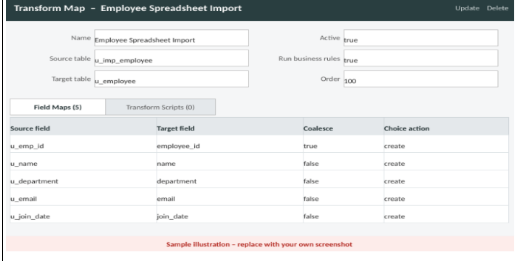 Transform Map – Employee Spreadsheet Import Update Delete
Name Employee Spreadsheet Import Active true
Source table u_imp_employee Run business rules true
Target table u_employee Order 100
Field Maps (5) Transform Scripts (0)
Source field Target field Coalesce Choice action
u_emp_id employee_id true create
u_name name false create
u_department department false create
u_email email false create
u_join_date join_date false create
Sample illustration – replace with your own screenshot